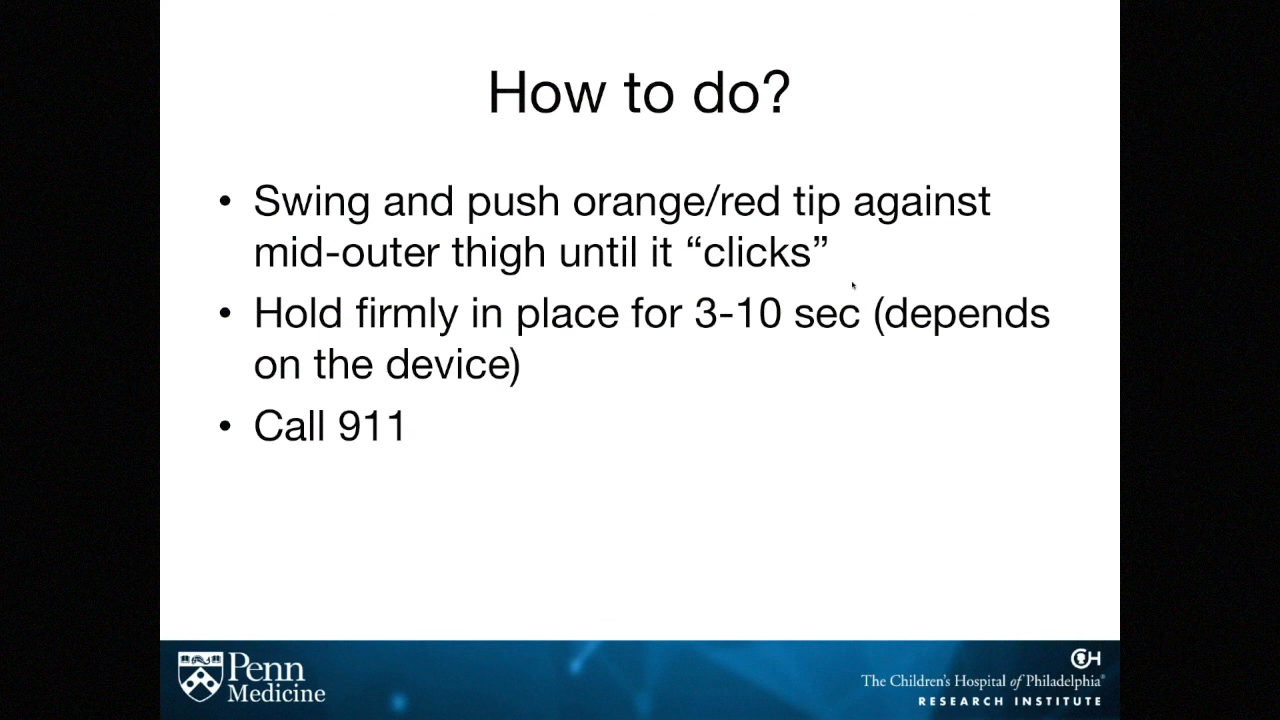 How to do?
• Swing and push orange/red tip against
mid-outer thigh until it “clicks”
• Hold firmly in place for 3-10 sec (depends
on the device)
• Call 911
Penn
Medicine
CH
The Children's Hospital of Philadelphia®
RESEARCH INSTITUTE